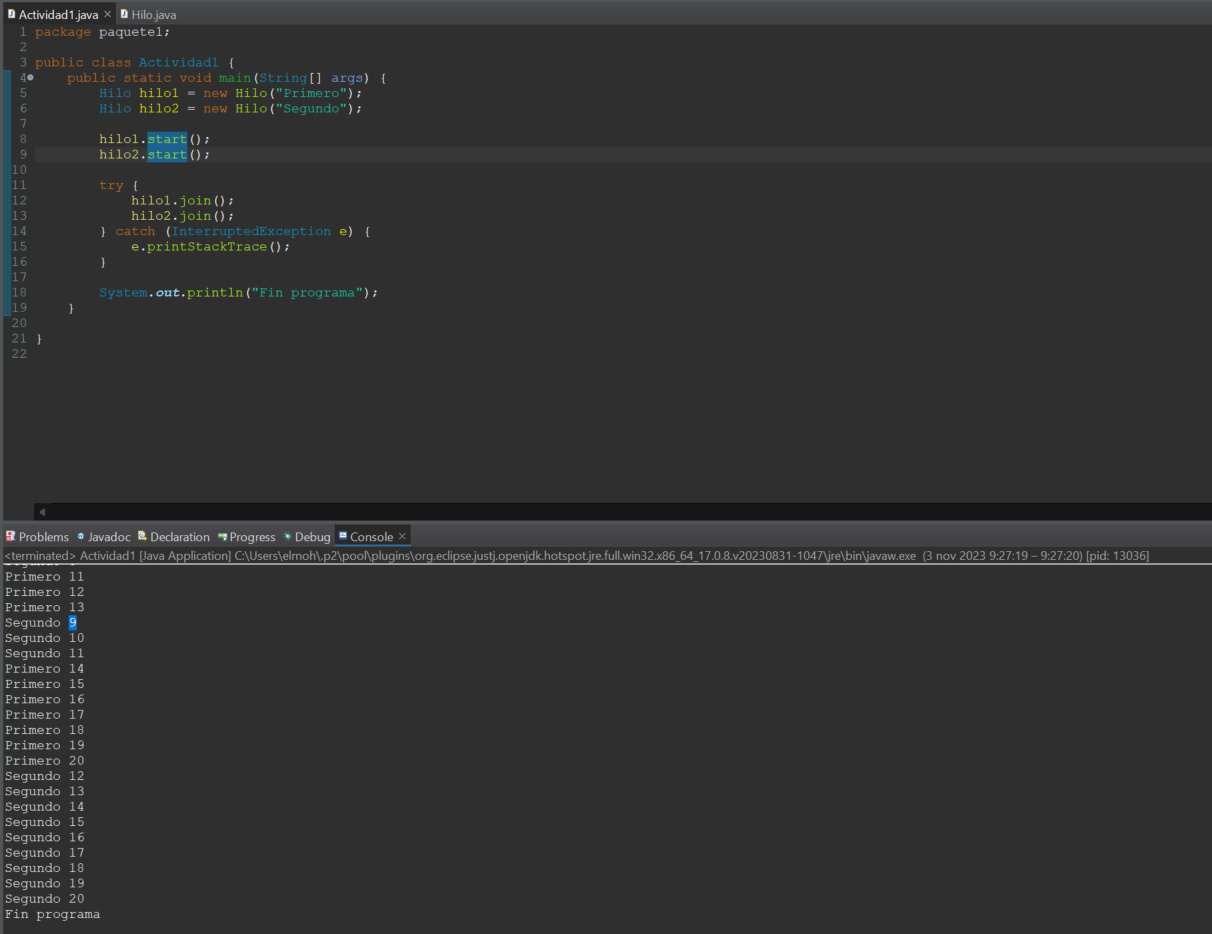 Actividad1.java Hilo.java
1 package paquete1;
2
3 public class Actividad1 {
4 public static void main(String[] args) {
5 Hilo hilo1 = new Hilo("Primero");
6 Hilo hilo2 = new Hilo("Segundo");
7
8 hilo1.start();
9 hilo2.start();
10
11 try {
12 hilo1.join();
13 hilo2.join();
14 } catch (InterruptedException e) {
15 e.printStackTrace();
16 }
17
18 System.out.println("Fin programa");
19 }
20
21 }
22
Problems Javadoc Declaration Progress Debug Console
<terminated> Actividad1 [Java Application] C:\Users\elmoh\.p2\pool\plugins\org.eclipse.justj.openjdk.hotspot.jre.full.win32.x86_64_17.0.8.v20230831-1047\jre\bin\javaw.exe (3 nov 2023 9:27:19 – 9:27:20) [pid: 13036]
Primero 11
Primero 12
Primero 13
Segundo 9
Segundo 10
Segundo 11
Primero 14
Primero 15
Primero 16
Primero 17
Primero 18
Primero 19
Primero 20
Segundo 12
Segundo 13
Segundo 14
Segundo 15
Segundo 16
Segundo 17
Segundo 18
Segundo 19
Segundo 20
Fin programa